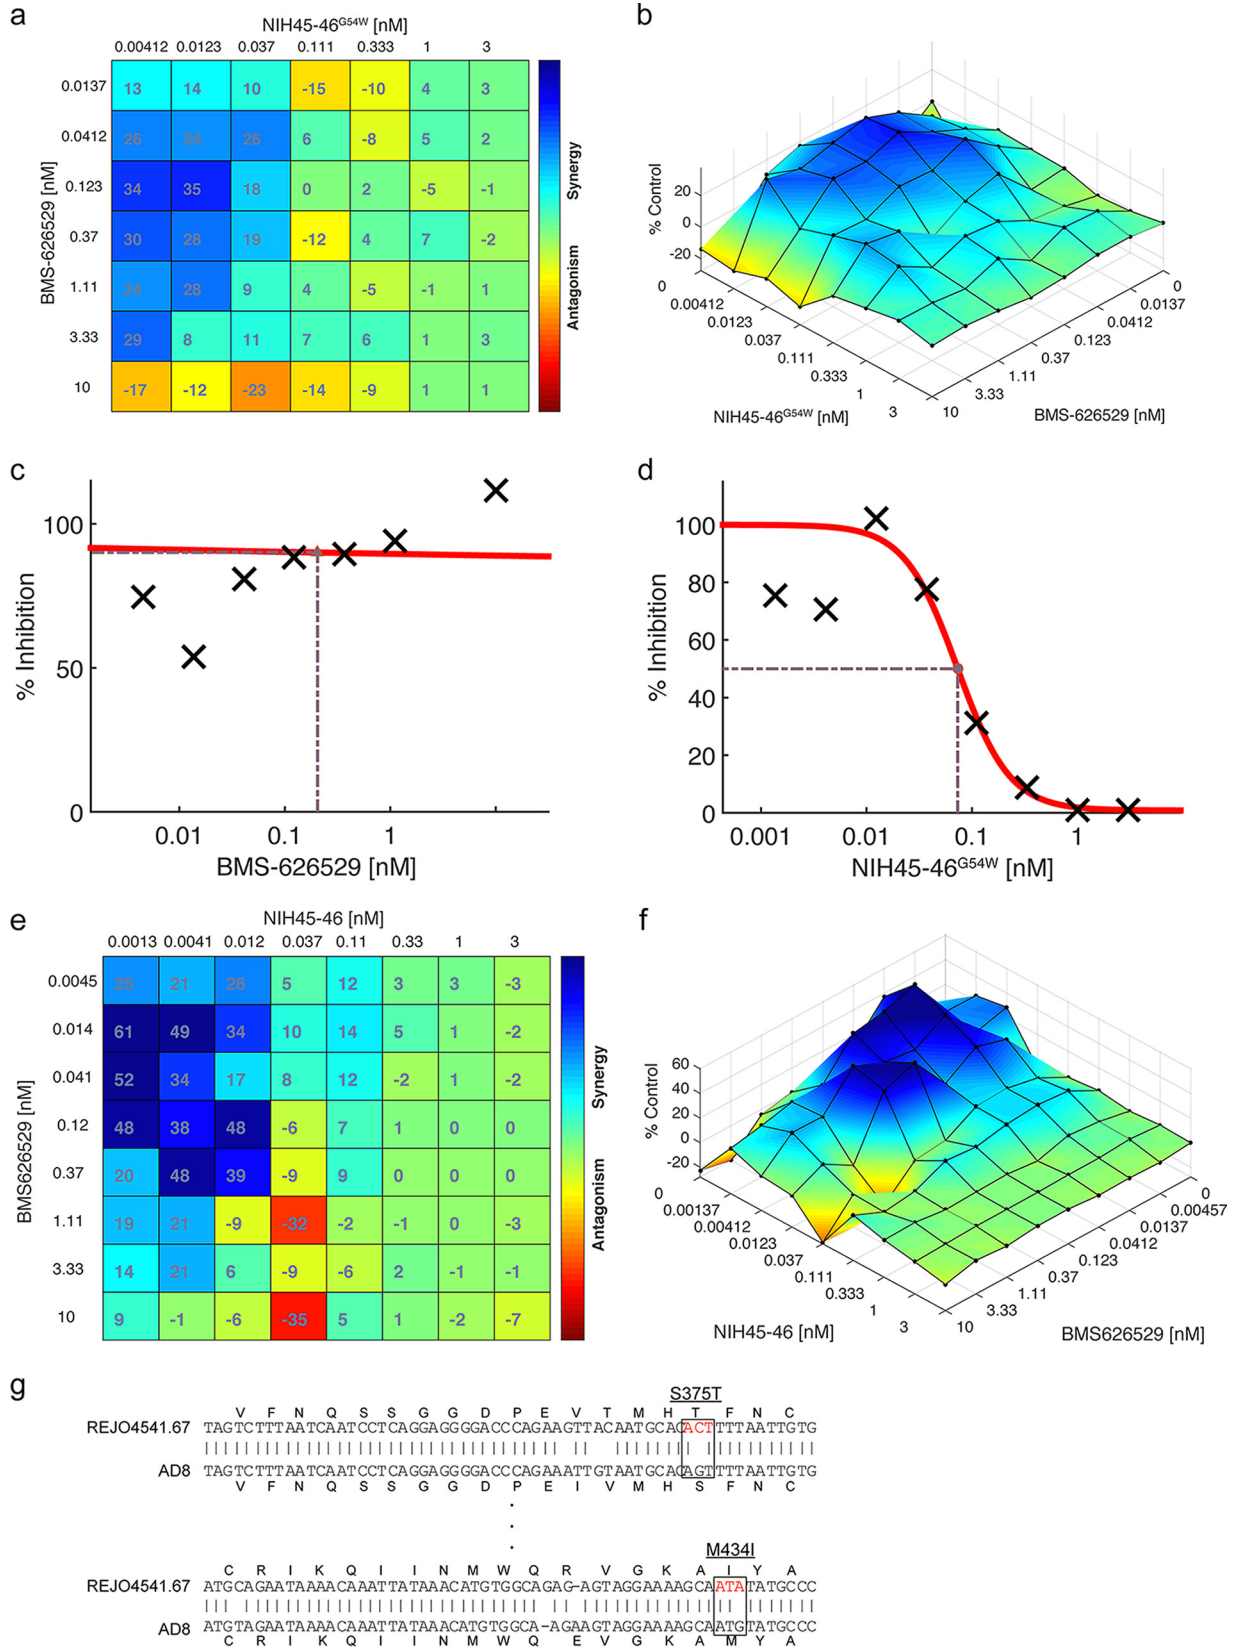 a
NIH45-46G54W [nM]
0.00412 0.0123 0.037 0.111 0.333 1 3
BMS-626529 [nM]
0.0137 13 14 10 -15 -10 4 3
0.0412 26 24 26 6 -8 5 2
0.123 34 35 18 0 2 -5 -1
0.37 30 28 19 -12 4 7 -2
1.11 24 28 9 4 -5 -1 1
3.33 29 8 11 7 6 1 3
10 -17 -12 -23 -14 -9 1 1
Synergy
Antagonism
b
% Control
20
0
-20
0
0.00412
0.0123
0.037
0.111
0.333
1
3
NIH45-46G54W [nM]
0
0.0137
0.0412
0.123
0.37
1.11
3.33
10
BMS-626529 [nM]
c
% Inhibition
100
50
0
0.01 0.1 1
BMS-626529 [nM]
d
% Inhibition
100
80
60
40
20
0
0.001 0.01 0.1 1
NIH45-46G54W [nM]
e
NIH45-46 [nM]
0.0013 0.0041 0.012 0.037 0.11 0.33 1 3
BMS626529 [nM]
0.0045 25 21 26 5 12 3 3 -3
0.014 61 49 34 10 14 5 1 -2
0.041 52 34 17 8 12 -2 1 -2
0.12 48 38 48 -6 7 1 0 0
0.37 20 48 39 -9 9 0 0 0
1.11 19 21 -9 -32 -2 -1 0 -3
3.33 14 21 6 -9 -6 2 -1 -1
10 9 -1 -6 -35 5 1 -2 -7
Synergy
Antagonism
f
% Control
60
40
20
0
-20
0
0.00137
0.00412
0.0123
0.037
0.111
0.333
1
3
NIH45-46 [nM]
0
0.00457
0.0137
0.0412
0.123
0.37
1.11
3.33
10
BMS626529 [nM]
g
S375T
V F N Q S S G G D P E V T M H T F N C
REJO4541.67 TAGTCTTTAATCAATCCTCAGGAGGGGACCCAGAAGTTACAATGCACACTTTTAATTGTG
AD8 TAGTCTTTAATCAATCCTCAGGAGGGGACCCAGAAATTGTAATGCACAGTTTTAATTGTG
V F N Q S S G G D P E I V M H S F N C
M434I
C R I K Q I I N M W Q R V G K A I Y A
REJO4541.67 ATGCAGAATAAAACAAATTATAAACATGTGGCAGAG-AGTAGGAAAAGCAATATATGCCC
AD8 ATGTAGAATAAAACAAATTATAAACATGTGGCA-AGAAGTAGGAAAAGCAATGTATGCCC
C R I K Q I I N M W Q E V G K A M Y A